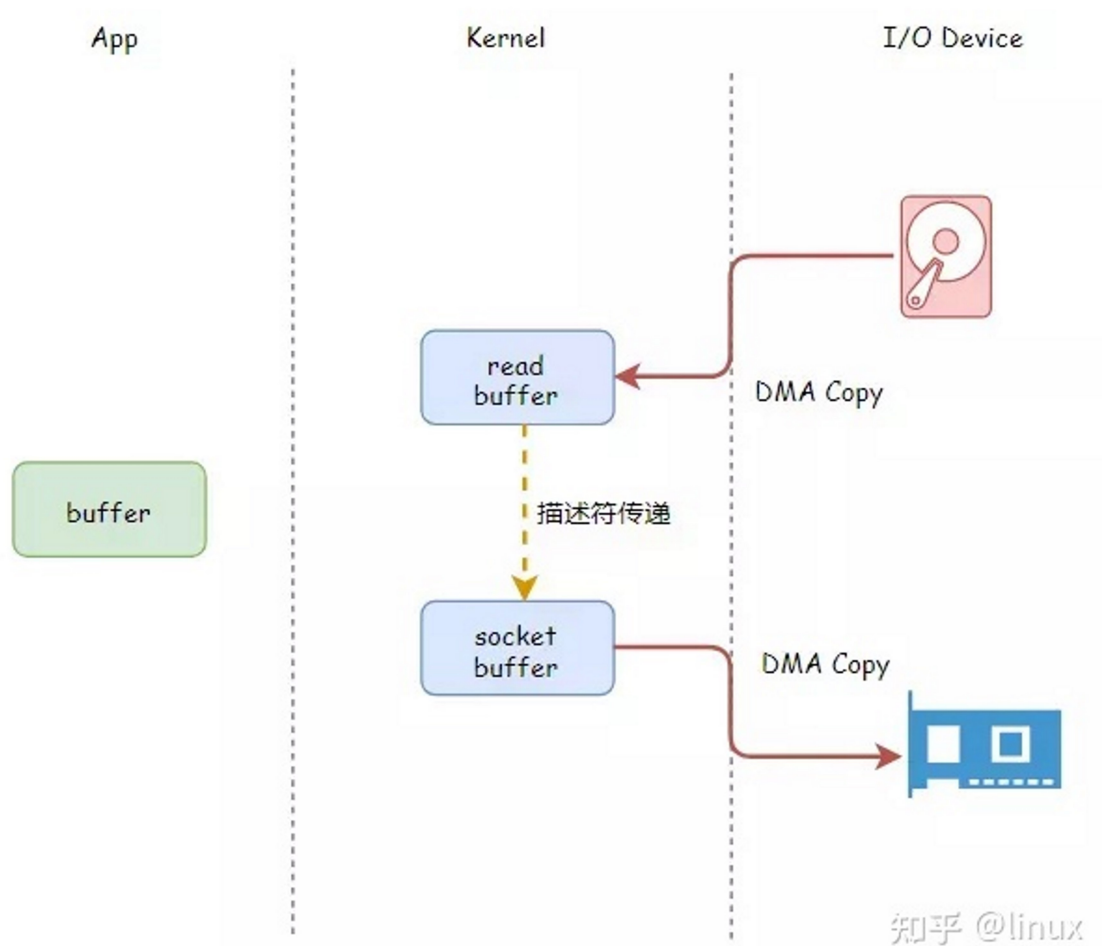 App
Kernel
I/O Device
read
buffer
DMA Copy
buffer
描述符传递
socket
buffer
DMA Copy
知乎 @linux